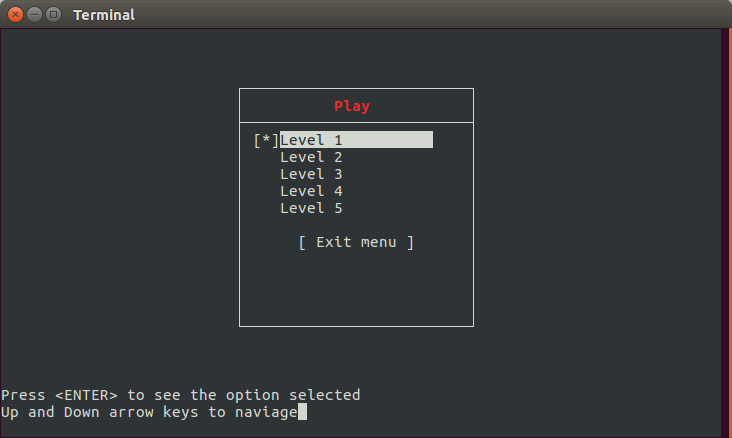 Terminal
Play
[*]Level 1
Level 2
Level 3
Level 4
Level 5
[ Exit menu ]
Press <ENTER> to see the option selected
Up and Down arrow keys to naviage